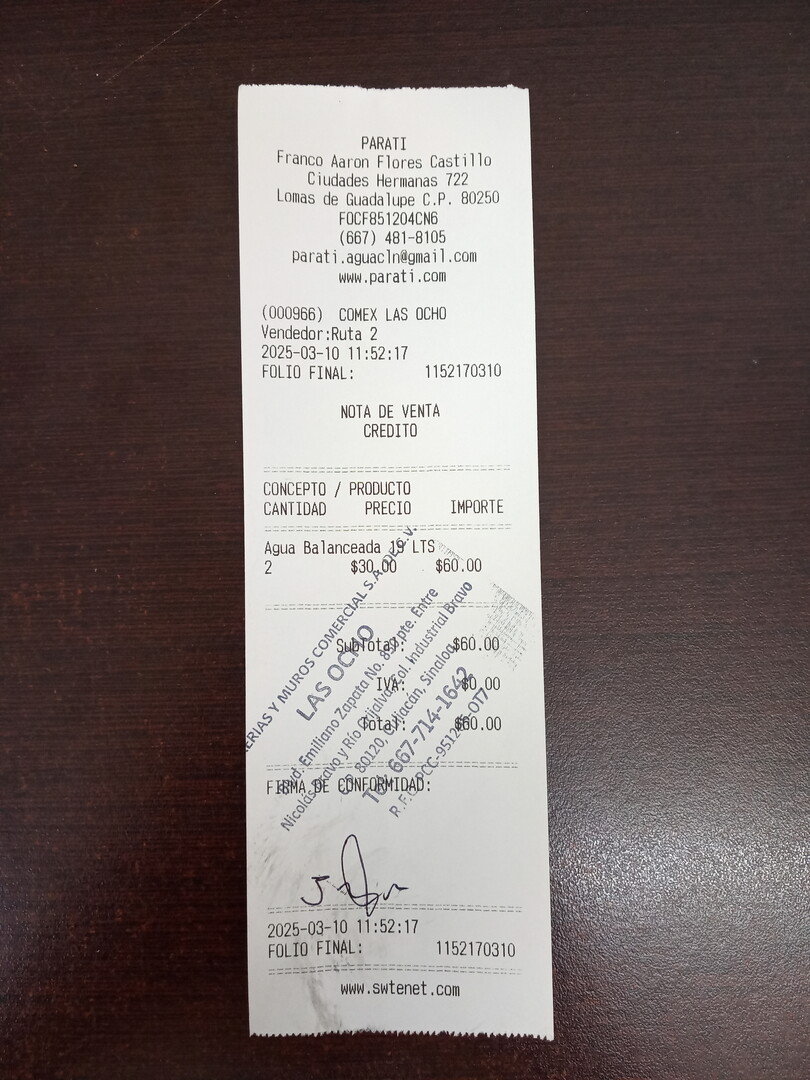 PARATI
Franco Aaron Flores Castillo
Ciudades Hermanas 722
Lomas de Guadalupe C.P. 80250
FOCF851204CN6
(667) 481-8105
parati.aguacln@gmail.com
www.parati.com
(000966) COMEX LAS OCHO
Vendedor:Ruta 2
2025-03-10 11:52:17
FOLIO FINAL: 1152170310
NOTA DE VENTA
CREDITO
CONCEPTO / PRODUCTO
CANTIDAD PRECIO IMPORTE
Agua Balanceada 19 LTS
2 $30.00 $60.00
SubTotal: $60.00
IVA: $0.00
Total: $60.00
FIRMA DE CONFORMIDAD:
2025-03-10 11:52:17
FOLIO FINAL: 1152170310
www.swtenet.com
Y MUROS COMERCIAL S.A. DE C.V.
LAS OCHO
Emiliano Zapata No. pte. Entre
Nicolás Bravo y Río Grijalva Col. Industrial Bravo
80120, Culiacán, Sinaloa
Tel. 667-714-1642
R.F.C.